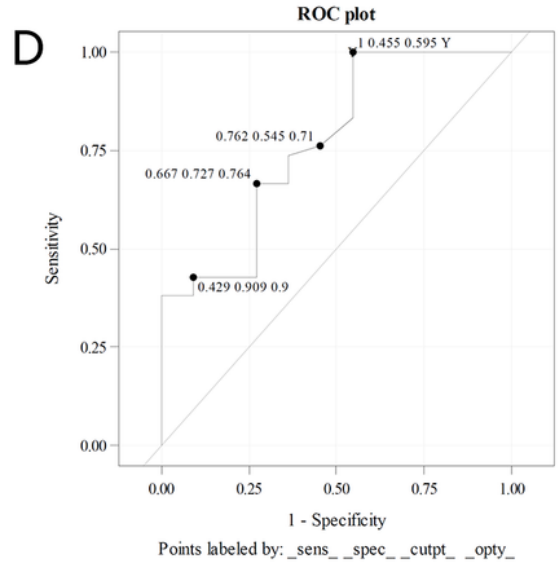 D
ROC plot
1.00
1 0.455 0.595 Y
0.762 0.545 0.71
0.75
0.667 0.727 0.764
Sensitivity
0.50
0.429 0.909 0.9
0.25
0.00
0.00 0.25 0.50 0.75 1.00
1 - Specificity
Points labeled by: _sens_ _spec_ _cutpt_ _opty_